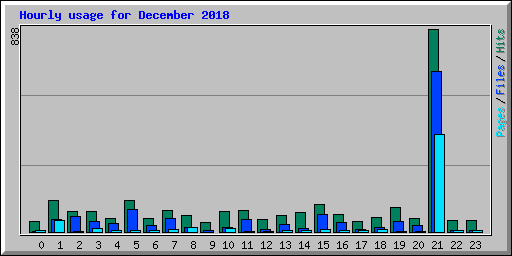 Hourly usage for December 2018
838
Pages/Files/Hits
0 1 2 3 4 5 6 7 8 9 10 11 12 13 14 15 16 17 18 19 20 21 22 23